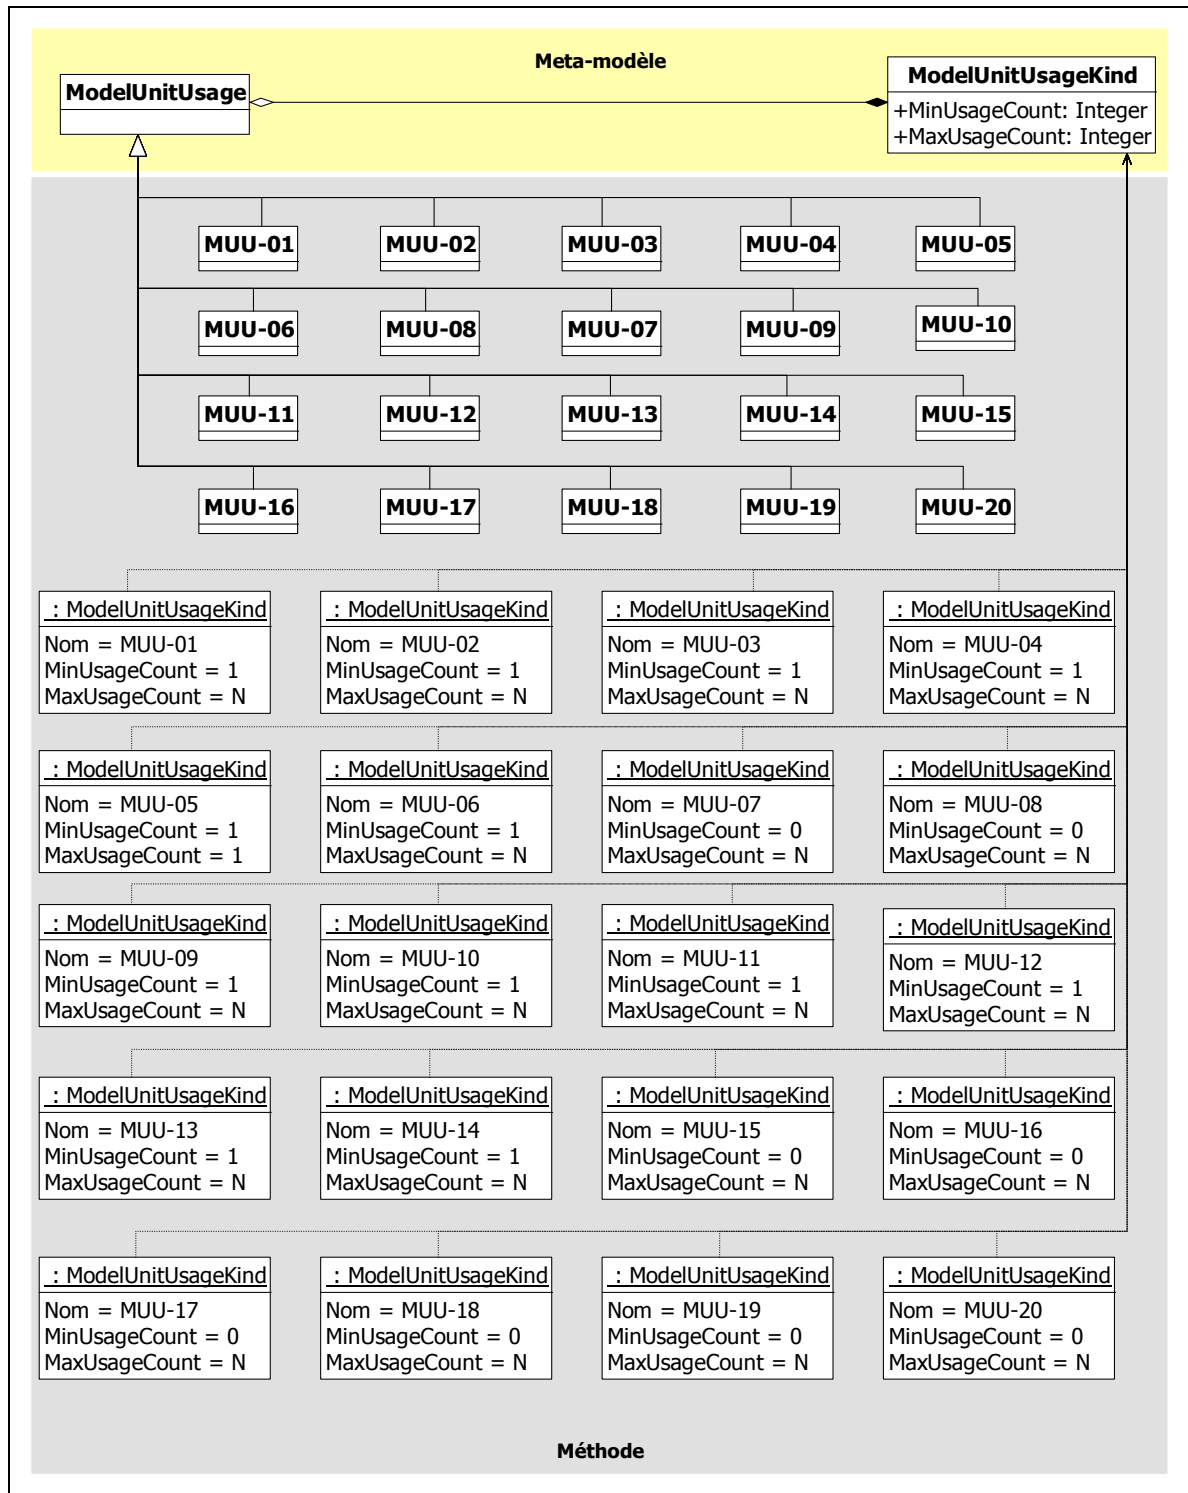 Meta-modèle
ModelUnitUsage
ModelUnitUsageKind
+MinUsageCount: Integer
+MaxUsageCount: Integer
MUU-01 MUU-02 MUU-03 MUU-04 MUU-05
MUU-06 MUU-08 MUU-07 MUU-09 MUU-10
MUU-11 MUU-12 MUU-13 MUU-14 MUU-15
MUU-16 MUU-17 MUU-18 MUU-19 MUU-20
: ModelUnitUsageKind
Nom = MUU-01
MinUsageCount = 1
MaxUsageCount = N
: ModelUnitUsageKind
Nom = MUU-02
MinUsageCount = 1
MaxUsageCount = N
: ModelUnitUsageKind
Nom = MUU-03
MinUsageCount = 1
MaxUsageCount = N
: ModelUnitUsageKind
Nom = MUU-04
MinUsageCount = 1
MaxUsageCount = N
: ModelUnitUsageKind
Nom = MUU-05
MinUsageCount = 1
MaxUsageCount = 1
: ModelUnitUsageKind
Nom = MUU-06
MinUsageCount = 1
MaxUsageCount = N
: ModelUnitUsageKind
Nom = MUU-07
MinUsageCount = 0
MaxUsageCount = N
: ModelUnitUsageKind
Nom = MUU-08
MinUsageCount = 0
MaxUsageCount = N
: ModelUnitUsageKind
Nom = MUU-09
MinUsageCount = 1
MaxUsageCount = N
: ModelUnitUsageKind
Nom = MUU-10
MinUsageCount = 1
MaxUsageCount = N
: ModelUnitUsageKind
Nom = MUU-11
MinUsageCount = 1
MaxUsageCount = N
: ModelUnitUsageKind
Nom = MUU-12
MinUsageCount = 1
MaxUsageCount = N
: ModelUnitUsageKind
Nom = MUU-13
MinUsageCount = 1
MaxUsageCount = N
: ModelUnitUsageKind
Nom = MUU-14
MinUsageCount = 1
MaxUsageCount = N
: ModelUnitUsageKind
Nom = MUU-15
MinUsageCount = 0
MaxUsageCount = N
: ModelUnitUsageKind
Nom = MUU-16
MinUsageCount = 0
MaxUsageCount = N
: ModelUnitUsageKind
Nom = MUU-17
MinUsageCount = 0
MaxUsageCount = N
: ModelUnitUsageKind
Nom = MUU-18
MinUsageCount = 0
MaxUsageCount = N
: ModelUnitUsageKind
Nom = MUU-19
MinUsageCount = 0
MaxUsageCount = N
: ModelUnitUsageKind
Nom = MUU-20
MinUsageCount = 0
MaxUsageCount = N
Méthode